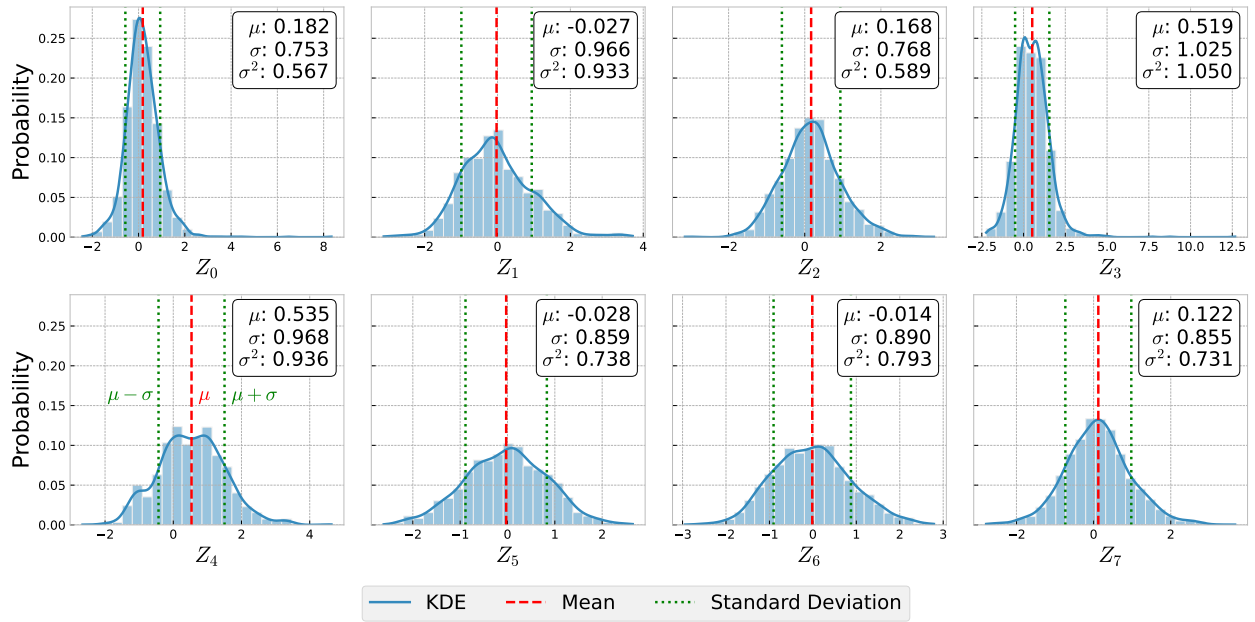 μ: 0.182
σ: 0.753
σ²: 0.567
μ: -0.027
σ: 0.966
σ²: 0.933
μ: 0.168
σ: 0.768
σ²: 0.589
μ: 0.519
σ: 1.025
σ²: 1.050
Probability
0.25
0.20
0.15
0.10
0.05
0.00
−2 0 2 4 6 8
−2 0 2 4
−2 0 2
−2.5 0.0 2.5 5.0 7.5 10.0 12.5
Z₀ Z₁ Z₂ Z₃
μ: 0.535
σ: 0.968
σ²: 0.936
μ: -0.028
σ: 0.859
σ²: 0.738
μ: -0.014
σ: 0.890
σ²: 0.793
μ: 0.122
σ: 0.855
σ²: 0.731
Probability
0.25
0.20
0.15
0.10
0.05
0.00
μ − σ μ μ + σ
−2 0 2 4
−2 −1 0 1 2
−3 −2 −1 0 1 2 3
−2 0 2
Z₄ Z₅ Z₆ Z₇
KDE Mean Standard Deviation